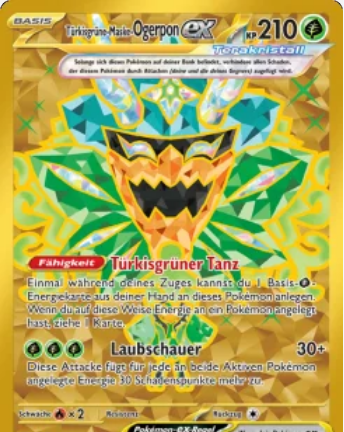 BASIS
Türkisgrüne-Maske-Ogerpon ex KP 210
Terakristall
Solange sich dieses Pokémon auf deiner Bank befindet, verhindere allen Schaden,
der diesem Pokémon durch Attacken (deine und die deines Gegners) zugefügt wird.
Fähigkeit Türkisgrüner Tanz
Einmal während deines Zuges kannst du 1 Basis-
Energiekarte aus deiner Hand an dieses Pokémon anlegen.
Wenn du auf diese Weise Energie an ein Pokémon angelegt
hast, ziehe 1 Karte.
Laubschauer 30+
Diese Attacke fügt für jede an beide Aktiven Pokémon
angelegte Energie 30 Schadenspunkte mehr zu.
Schwäche x2 Resistenz Rückzug
Pokémon-ex-Regel